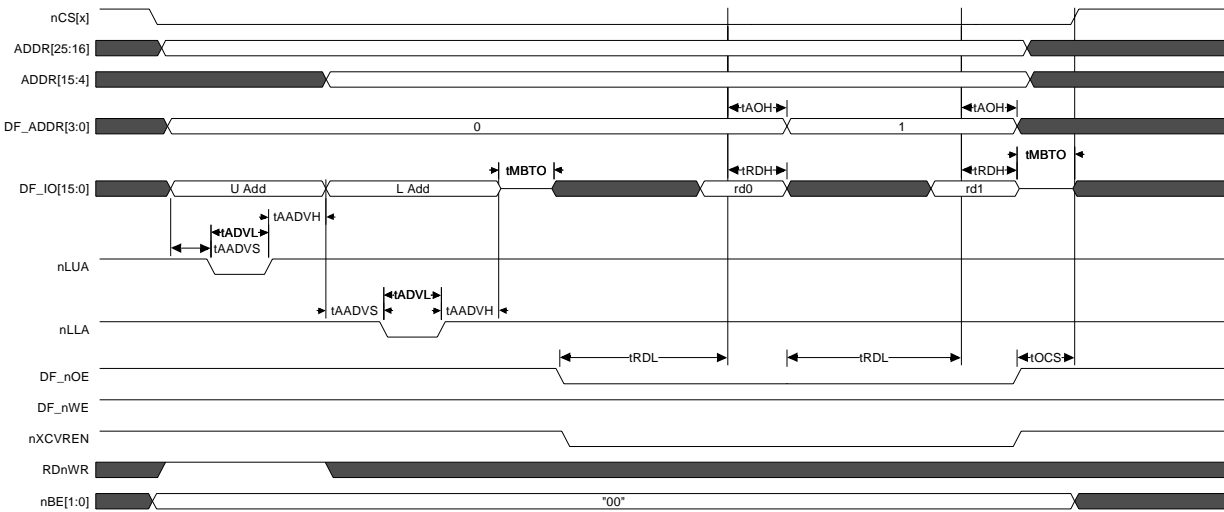 nCS[x]
ADDR[25:16]
ADDR[15:4]
tAOH tAOH
DF_ADDR[3:0] 0 1
tMBTO tMBTO
tRDH tRDH
DF_IO[15:0] U Add L Add rd0 rd1
tAADVH
tADVL
tAADVS
nLUA
tADVL
tAADVS tAADVH
nLLA
tRDL tRDL tOCS
DF_nOE
DF_nWE
nXCVREN
RDnWR
nBE[1:0] "00"